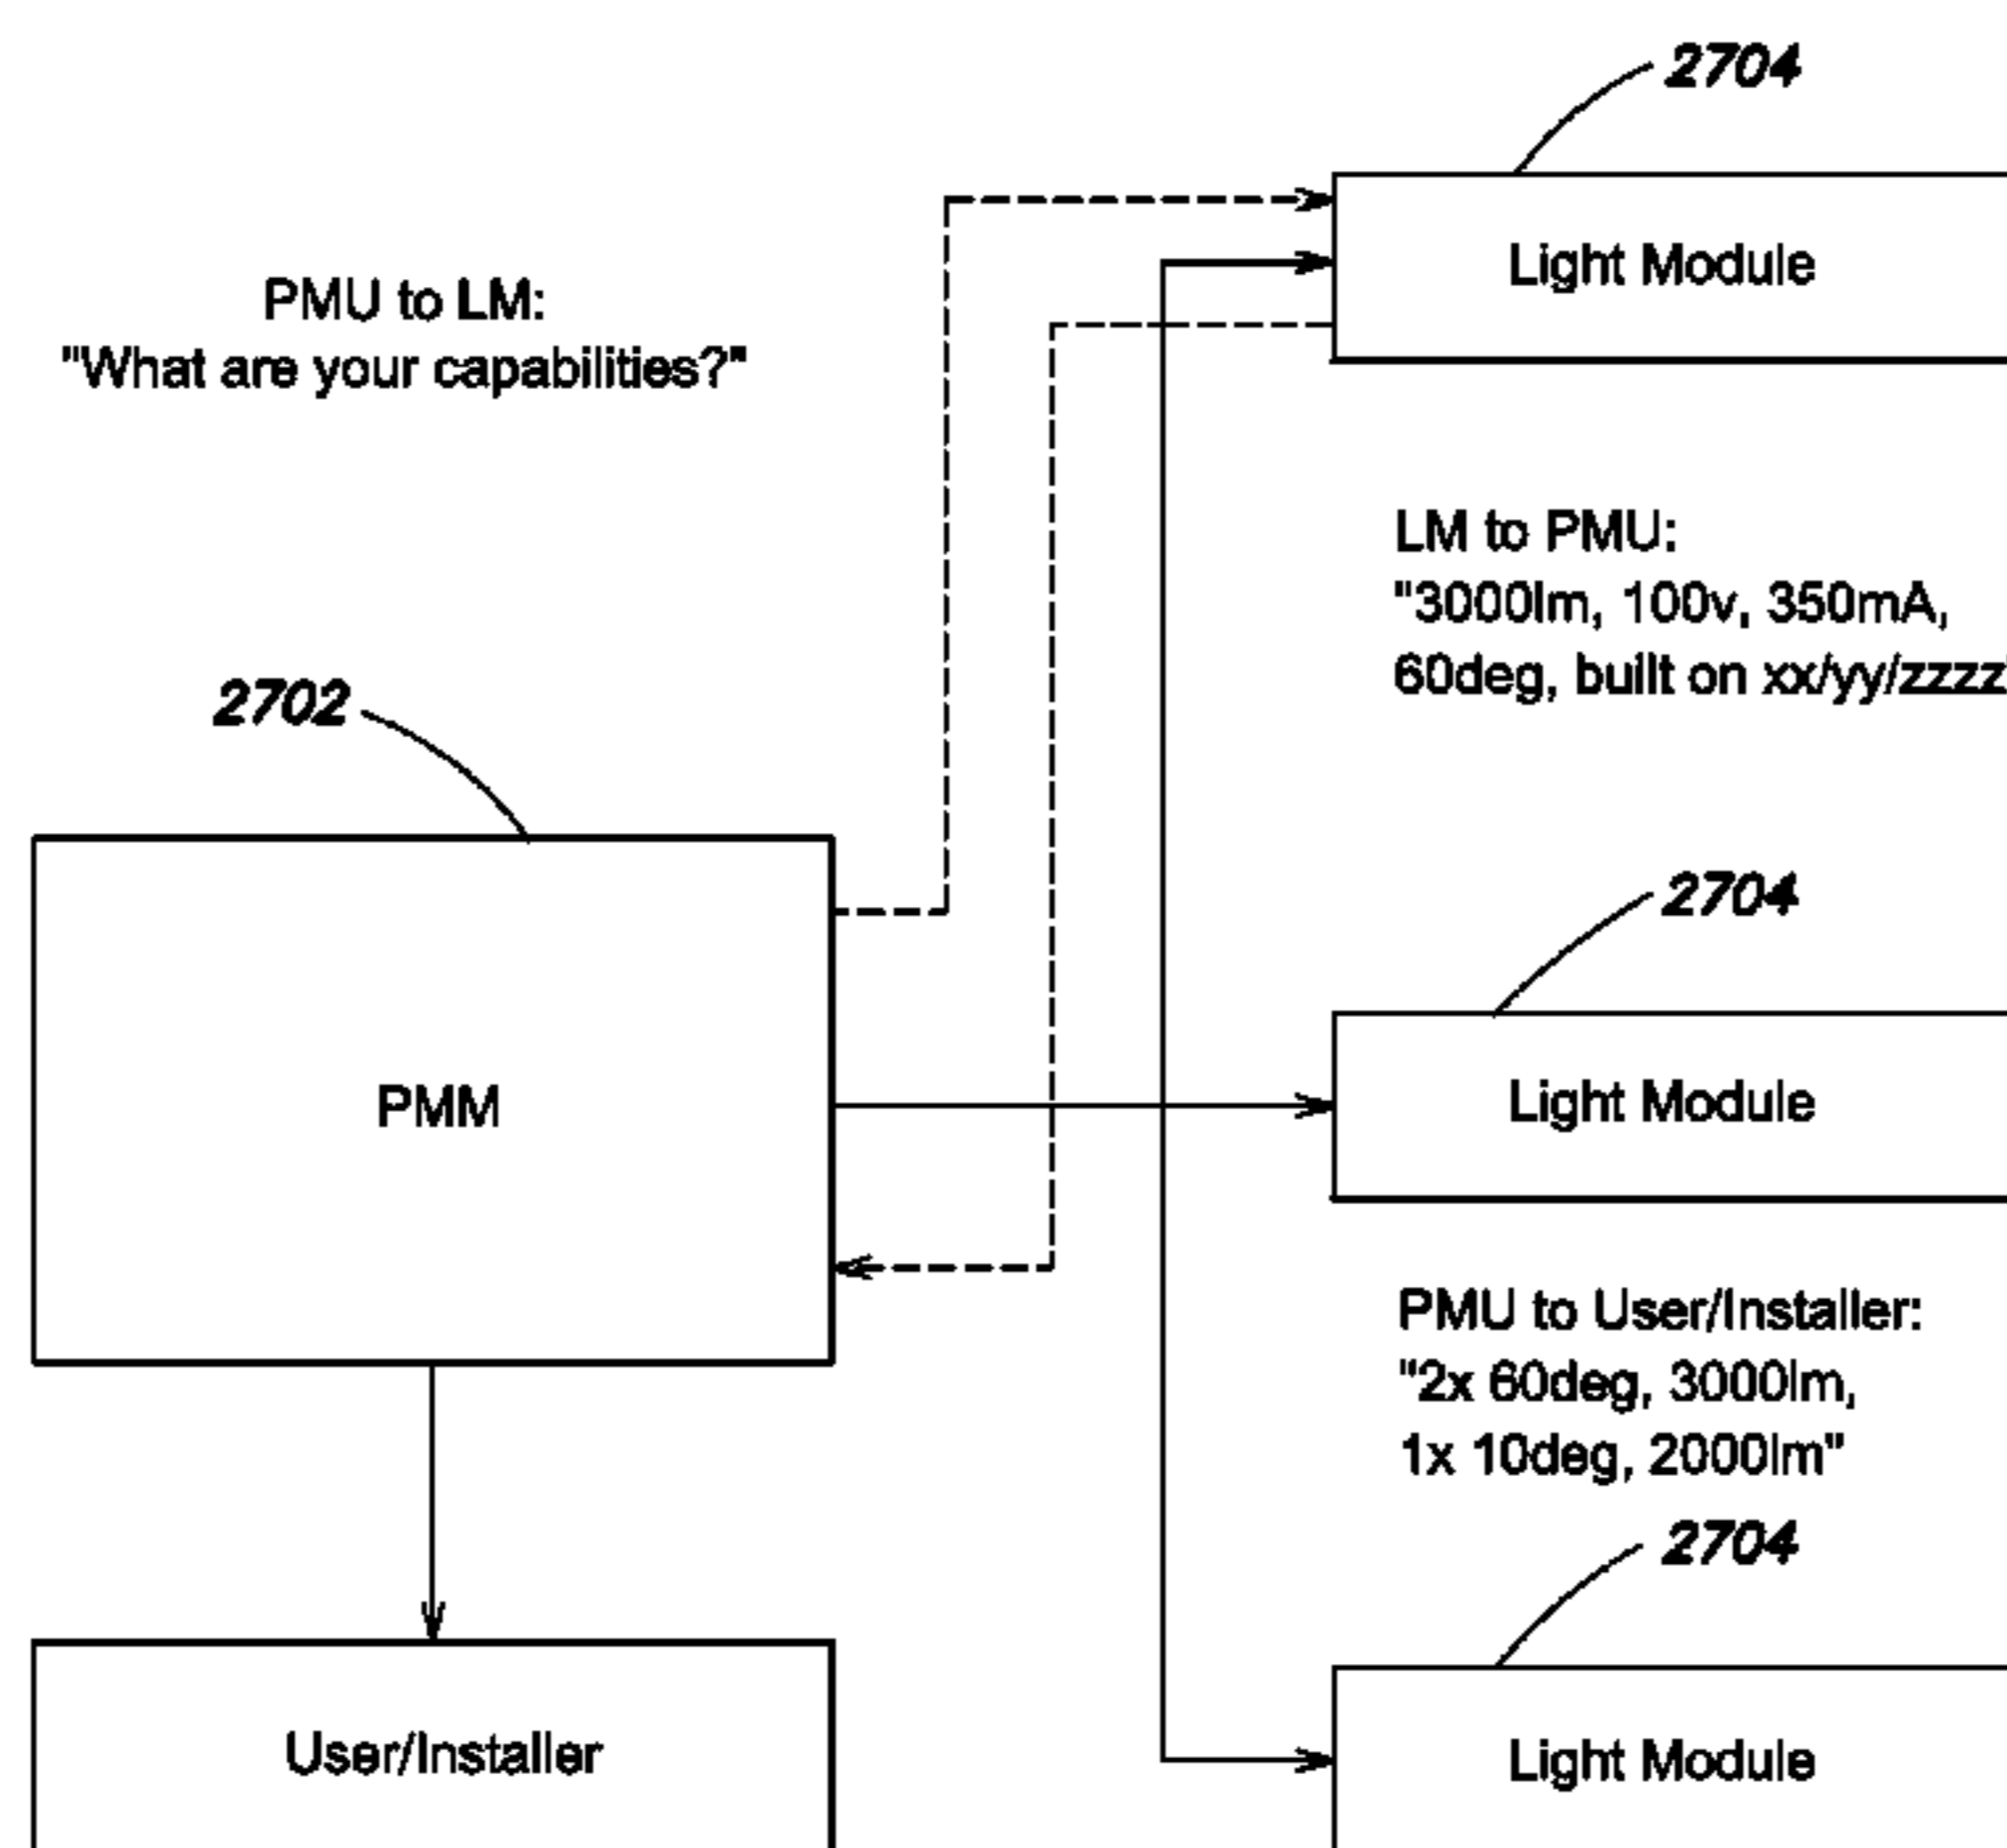 2704
Light Module
PMU to LM:
"What are your capabilities?"
LM to PMU:
"3000lm, 100v, 350mA,
60deg, built on xx/yy/zzzz"
2702
2704
PMM
Light Module
PMU to User/Installer:
"2x 60deg, 3000lm,
1x 10deg, 2000lm"
2704
User/Installer
Light Module